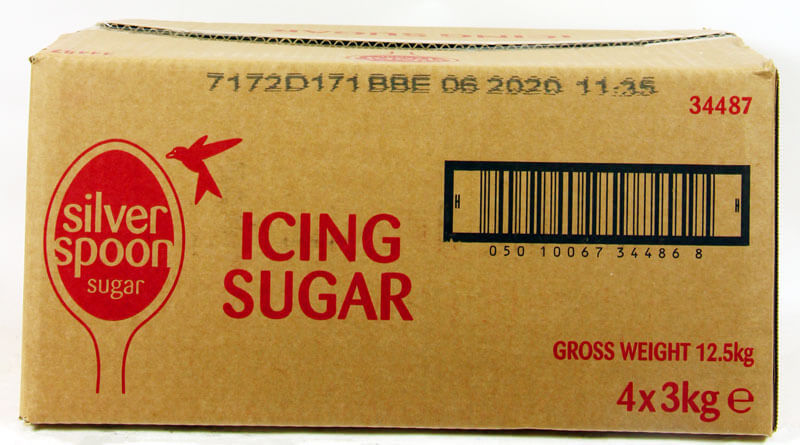 7172D171 BBE 06 2020 11:35
34487
silver
spoon
sugar
ICING
SUGAR
H H
050 10067 34486 8
GROSS WEIGHT 12.5kg
4x3kg e